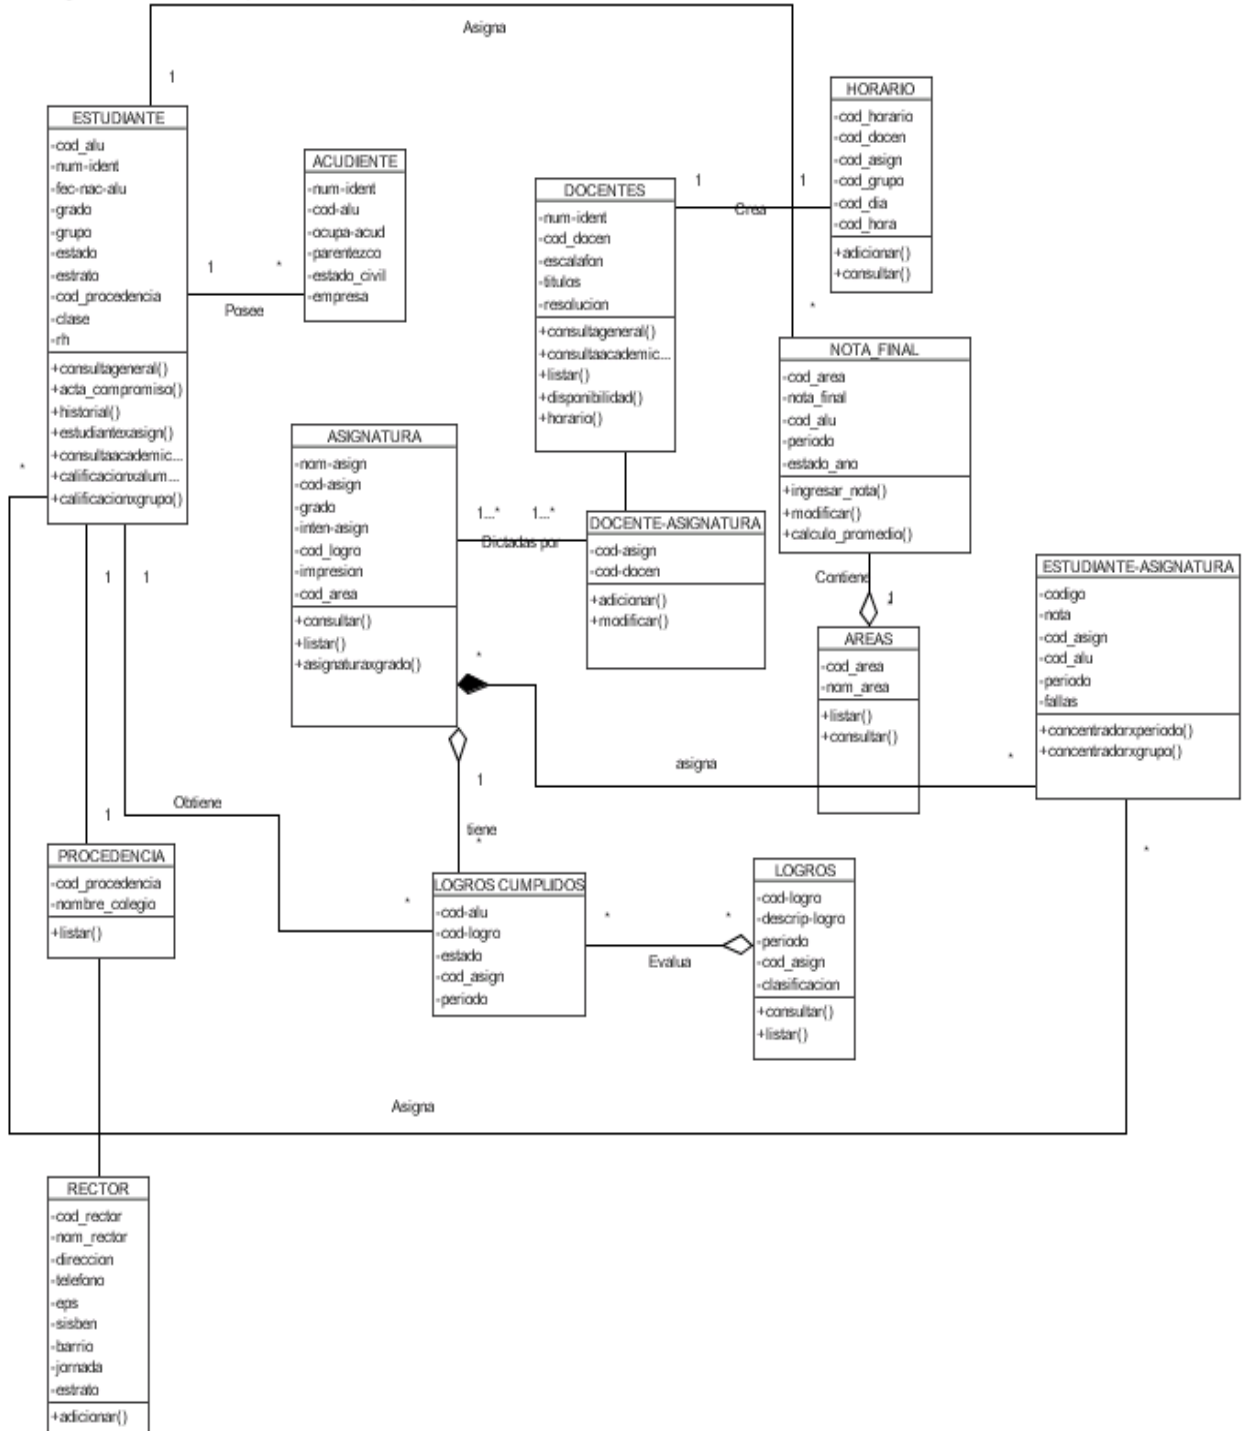 Asigna
1
ESTUDIANTE
-cod_alu
-num-ident
-fec-nac-alu
-grado
-grupo
-estado
-estrato
-cod_procedencia
-clase
-rh
+consultageneral()
+acta_compromiso()
+historial()
+estudiantexasign()
+consultaacademic...
+calificacionxalum...
+calificacionxgrupo()
*
1
*
Posee
ACUDIENTE
-num-ident
-cod-alu
-ocupa-acud
-parentezco
-estado_civil
-empresa
DOCENTES
-num-ident
-cod_docen
-escalafon
-titulos
-resolucion
+consultageneral()
+consultaacademic...
+listar()
+disponibilidad()
+horario()
1
1
Crea
HORARIO
-cod_horario
-cod_docen
-cod_asign
-cod_grupo
-cod_dia
-cod_hora
+adicionar()
+consultar()
*
NOTA_FINAL
-cod_area
-nota_final
-cod_alu
-periodo
-estado_ano
+ingresar_nota()
+modificar()
+calculo_promedio()
ASIGNATURA
-nom-asign
-cod-asign
-grado
-inten-asign
-cod_logro
-impresion
-cod_area
+consultar()
+listar()
+asignaturaxgrado()
1...*
1...*
Dictadas por
DOCENTE-ASIGNATURA
-cod-asign
-cod-docen
+adicionar()
+modificar()
Contiene
1
AREAS
-cod_area
-nom_area
+listar()
+consultar()
ESTUDIANTE-ASIGNATURA
-codigo
-nota
-cod_asign
-cod_alu
-periodo
-fallas
+concentradorxperiodo()
+concentradorxgrupo()
*
asigna
*
1
1
1
tiene
*
Obtiene
1
PROCEDENCIA
-cod_procedencia
-nombre_colegio
+listar()
*
LOGROS CUMPLIDOS
-cod-alu
-cod-logro
-estado
-cod_asign
-periodo
*
*
Evalua
LOGROS
-cod-logro
-descrip-logro
-periodo
-cod_asign
-clasificacion
+consultar()
+listar()
*
Asigna
RECTOR
-cod_rector
-nom_rector
-direccion
-telefono
-eps
-sisben
-barrio
-jornada
-estrato
+adicionar()